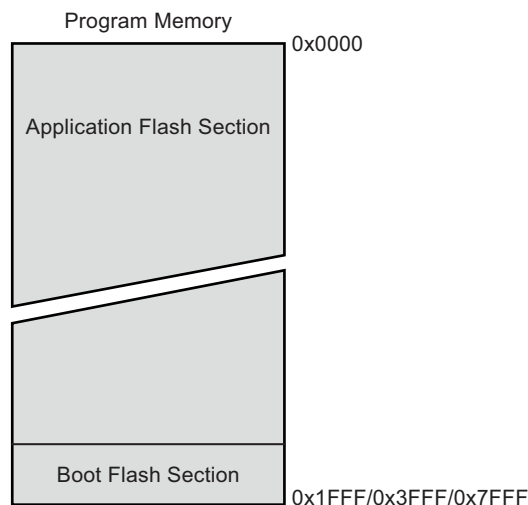 Program Memory
0x0000
Application Flash Section
Boot Flash Section
0x1FFF/0x3FFF/0x7FFF